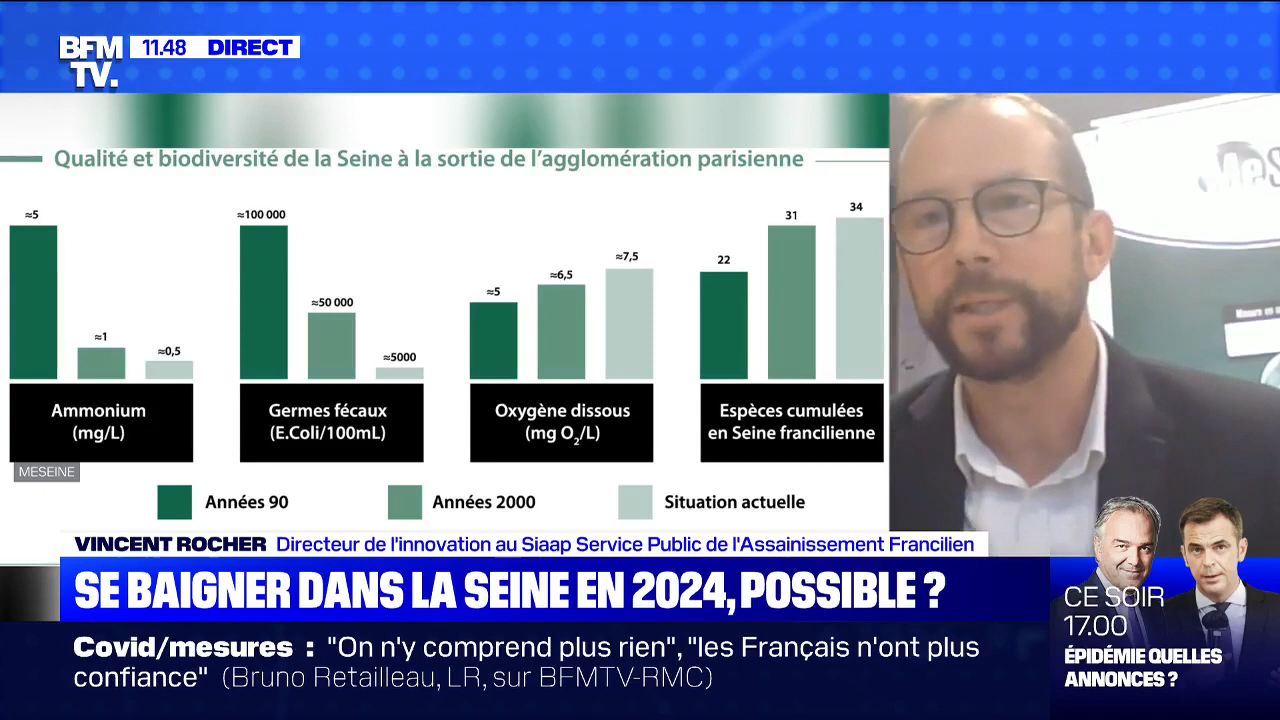 BFM
TV.
11.48 DIRECT
Qualité et biodiversité de la Seine à la sortie de l'agglomération parisienne
≈5
≈1
≈0,5
Ammonium
(mg/L)
≈100 000
≈50 000
≈5000
Germes fécaux
(E.Coli/100mL)
≈5
≈6,5
≈7,5
Oxygène dissous
(mg O₂/L)
22
31
34
Espèces cumulées
en Seine francilienne
MESEINE
Années 90
Années 2000
Situation actuelle
VINCENT ROCHER Directeur de l'innovation au Siaap Service Public de l'Assainissement Francilien
SE BAIGNER DANS LA SEINE EN 2024, POSSIBLE ?
Covid/mesures : "On n'y comprend plus rien", "les Français n'ont plus
confiance" (Bruno Retailleau, LR, sur BFMTV-RMC)
CE SOIR
17.00
ÉPIDÉMIE QUELLES
ANNONCES ?